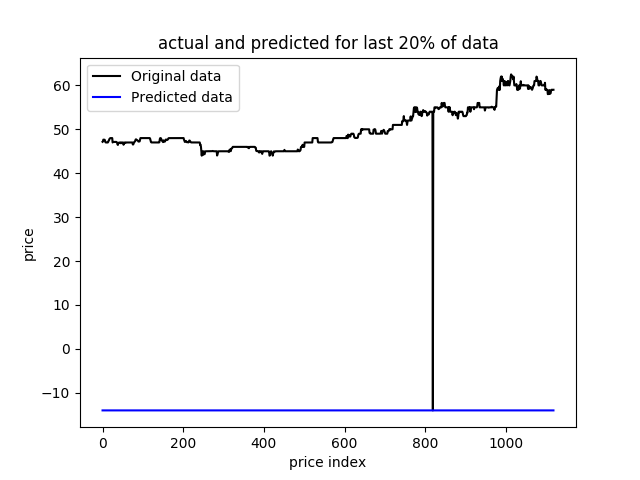 actual and predicted for last 20% of data
Original data
Predicted data
60
50
40
30
20
10
0
−10
price
0 200 400 600 800 1000
price index